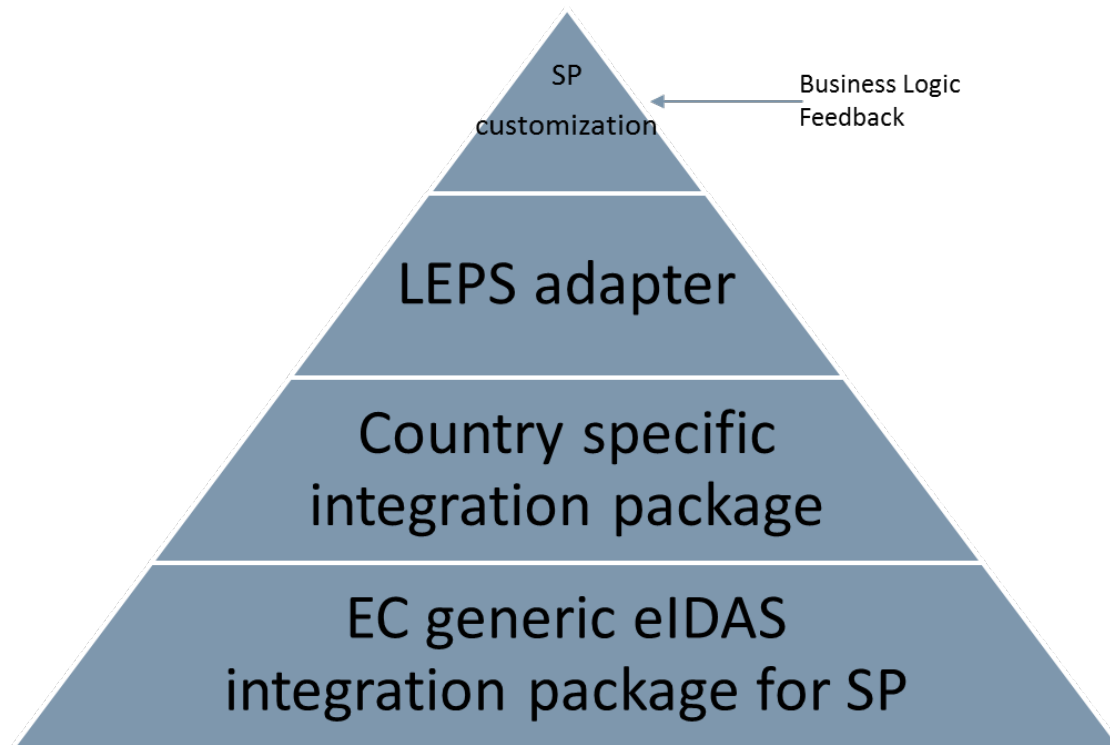 SP
customization
Business Logic
Feedback
LEPS adapter
Country specific
integration package
EC generic eIDAS
integration package for SP